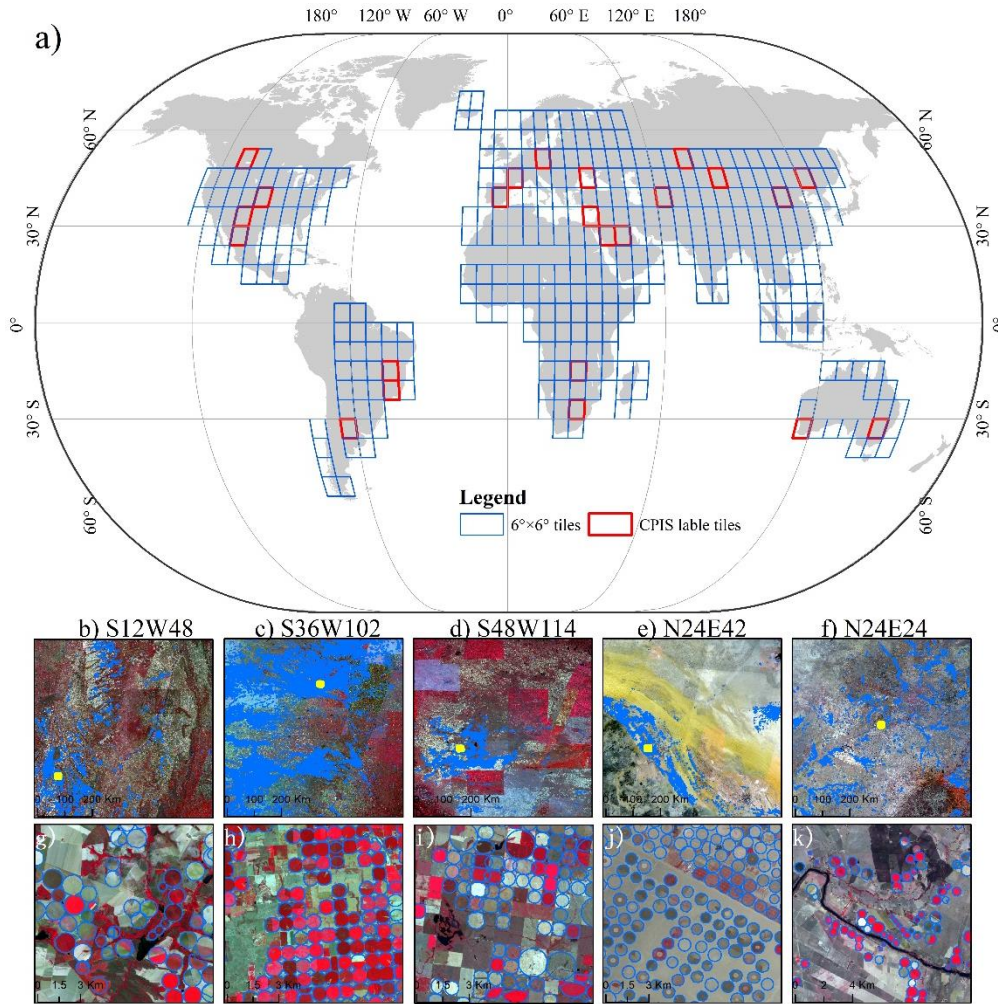 180° 120° W 60° W 0° 60° E 120° E 180°
a)
60° N 60° N
30° N 30° N
0° 0°
30° S 30° S
60° S 60° S
Legend
6°×6° tiles CPIS lable tiles
b) S12W48 c) S36W102 d) S48W114 e) N24E42 f) N24E24
0 100 200 Km 0 100 200 Km 0 100 200 Km 0 100 200 Km 0 100 200 Km
g) h) i) j) k)
0 1.5 3 Km 0 1.5 3 Km 0 1.5 3 Km 0 1.5 3 Km 0 2 4 Km